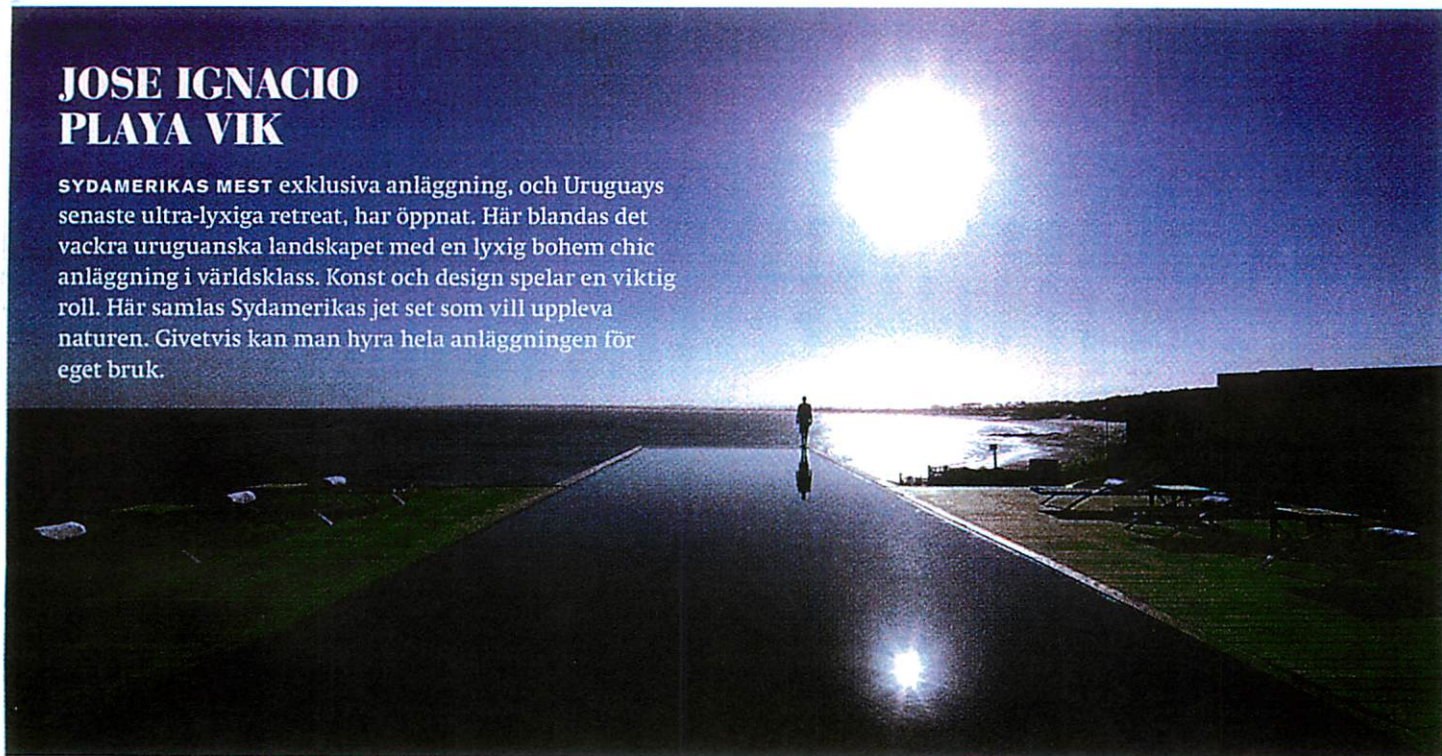 JOSE IGNACIO
PLAYA VIK
SYDAMERIKAS MEST exklusiva anläggning, och Uruguays
senaste ultra-lyxiga retreat, har öppnat. Här blandas det
vackra uruguanska landskapet med en lyxig bohem chic
anläggning i världsklass. Konst och design spelar en viktig
roll. Här samlas Sydamerikas jet set som vill uppleva
naturen. Givetvis kan man hyra hela anläggningen för
eget bruk.